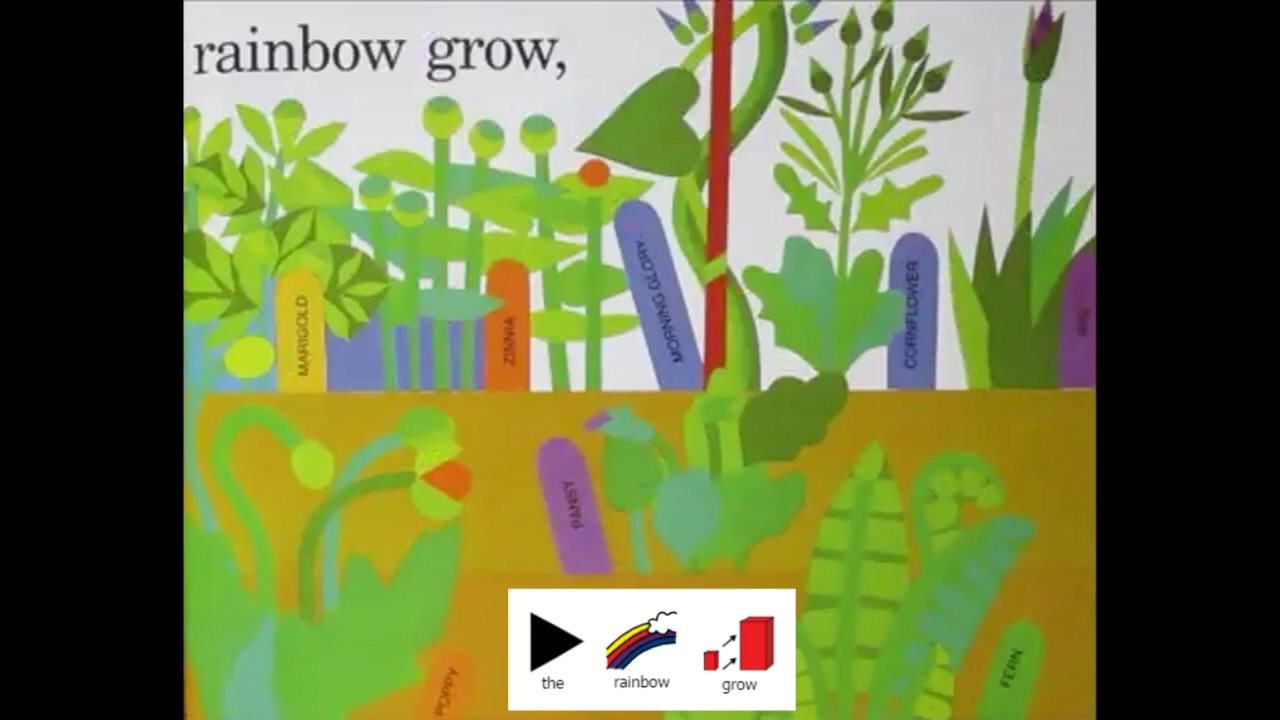 rainbow grow,
MARIGOLD
ZINNIA
MORNING GLORY
CORNFLOWER
PANSY
POPPY
FERN
the rainbow grow